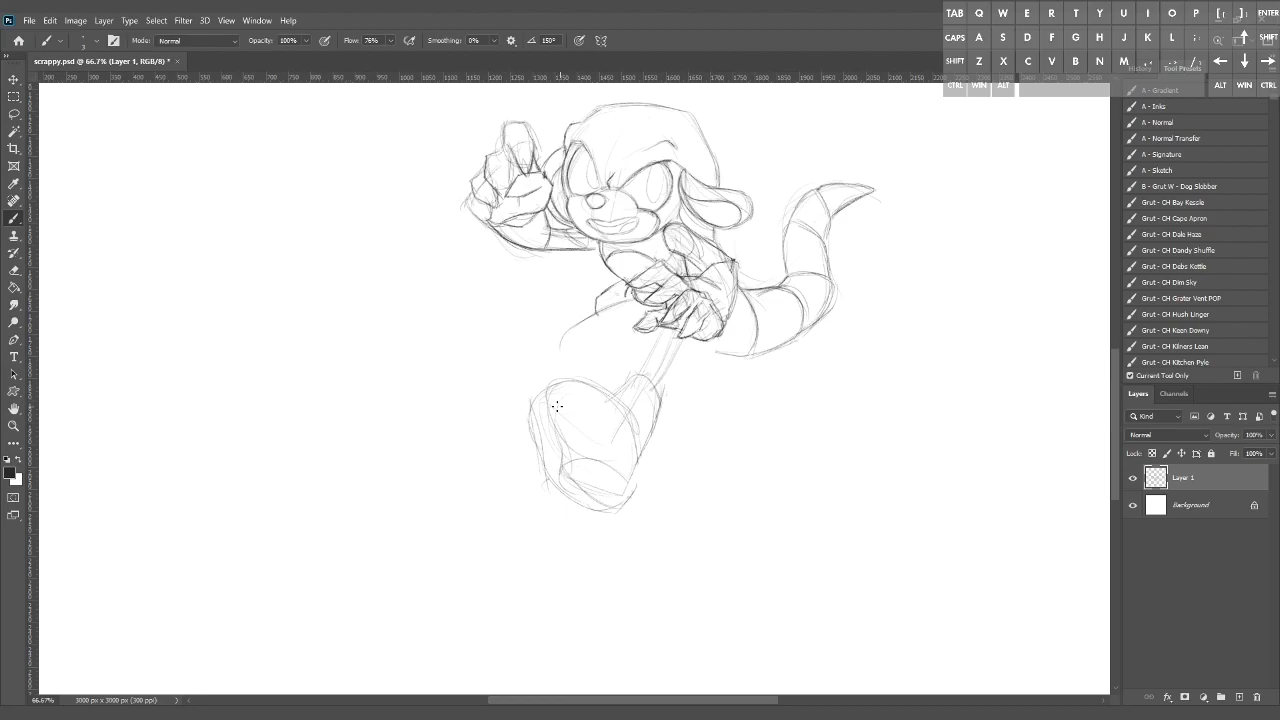 Ps File Edit Image Layer Type Select Filter 3D View Window Help
Mode: Normal Opacity: 100% Flow: 76% Smoothing: 0% 150°
scrappy.psd @ 66.7% (Layer 1, RGB/8) *
TAB Q W E R T Y U I O P [ ENTER
CAPS A S D F G H J K L ; SHIFT
SHIFT Z X C V B N M
CTRL WIN ALT ALT WIN CTRL
History Tool Presets
A - Gradient
A - Inks
A - Normal
A - Normal Transfer
A - Signature
A - Sketch
B - Grut W - Dog Slobber
Grut - CH Bay Kessle
Grut - CH Cape Apron
Grut - CH Dale Haze
Grut - CH Dandy Shuffle
Grut - CH Debs Kettle
Grut - CH Dim Sky
Grut - CH Grater Vent POP
Grut - CH Hush Linger
Grut - CH Keen Downy
Grut - CH Kilners Lean
Grut - CH Kitchen Pyle
Current Tool Only
Layers Channels
Kind
Normal Opacity: 100%
Lock: Fill: 100%
Layer 1
Background
66.67% 3000 px x 3000 px (300 ppi)